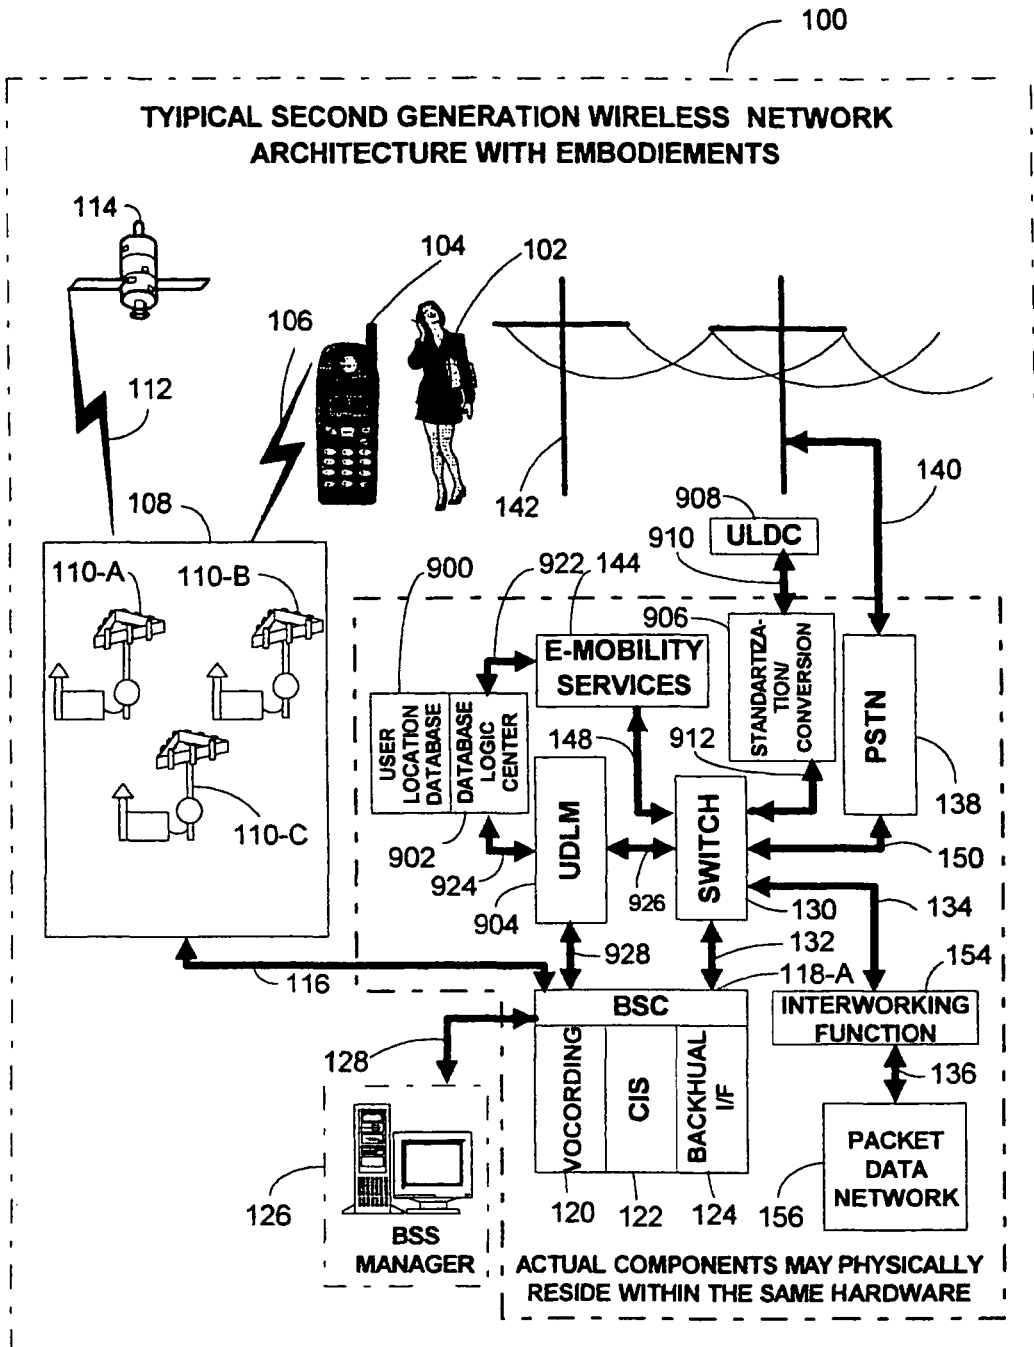 100
TYIPICAL SECOND GENERATION WIRELESS NETWORK
ARCHITECTURE WITH EMBODIEMENTS
114
104
102
106
112
142
140
108
908
ULDC
910
110-A
110-B
110-C
900
922
144
906
E-MOBILITY
SERVICES
STANDARTIZA-
TION/
CONVERSION
PSTN
USER
LOCATION
DATABASE
DATABASE
LOGIC
CENTER
148
912
138
UDLM
SWITCH
902
924
926
150
904
130
134
928
132
116
118-A
154
BSC
INTERWORKING
FUNCTION
128
136
VOCORDING
CIS
BACKHUAL
I/F
PACKET
DATA
NETWORK
126
120
122
124
156
BSS
MANAGER
ACTUAL COMPONENTS MAY PHYSICALLY
RESIDE WITHIN THE SAME HARDWARE